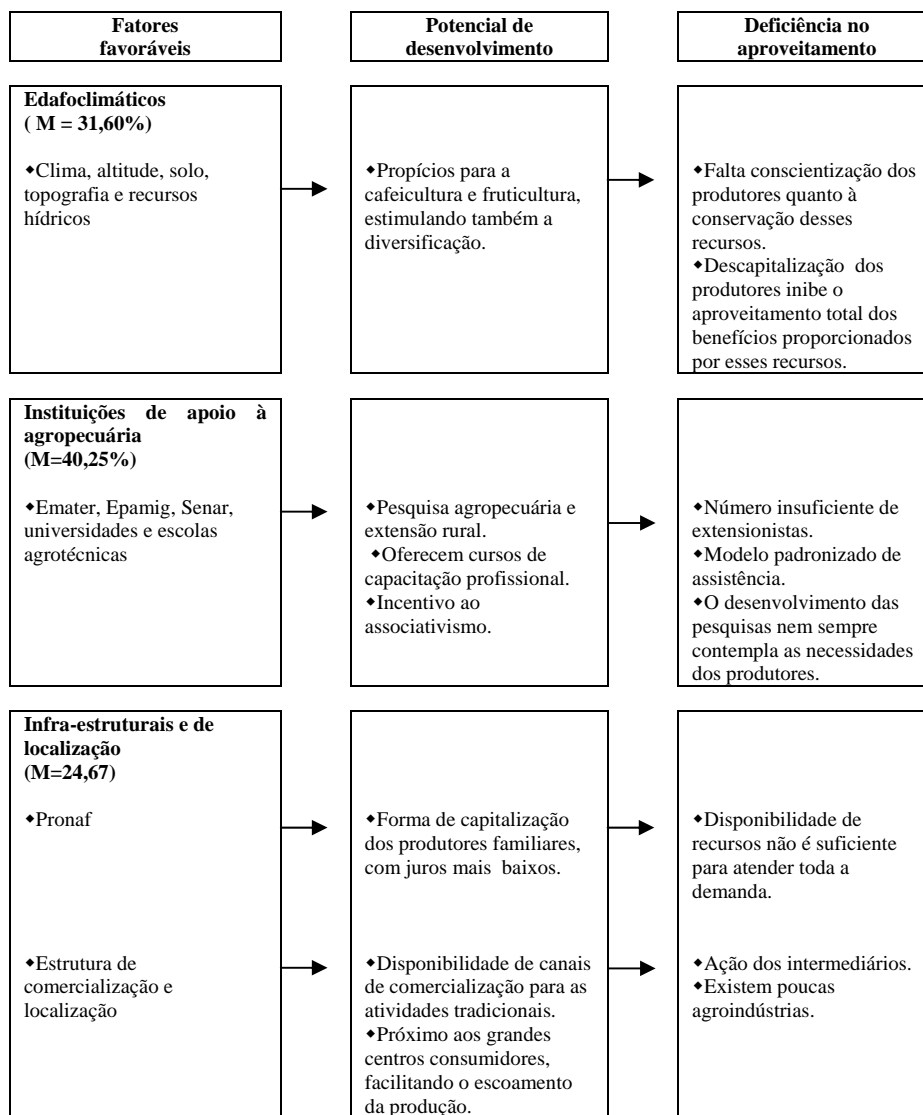 Fatores
favoráveis
Potencial de
desenvolvimento
Deficiência no
aproveitamento
Edafoclimáticos
( M = 31,60%)
◆Clima, altitude, solo,
topografia e recursos
hídricos
◆Propícios para a
cafeicultura e fruticultura,
estimulando também a
diversificação.
◆Falta conscientização dos
produtores quanto à
conservação desses
recursos.
◆Descapitalização dos
produtores inibe o
aproveitamento total dos
benefícios proporcionados
por esses recursos.
Instituições de apoio à
agropecuária
(M=40,25%)
◆Emater, Epamig, Senar,
universidades e escolas
agrotécnicas
◆Pesquisa agropecuária e
extensão rural.
◆Oferecem cursos de
capacitação profissional.
◆Incentivo ao
associativismo.
◆Número insuficiente de
extensionistas.
◆Modelo padronizado de
assistência.
◆O desenvolvimento das
pesquisas nem sempre
contempla as necessidades
dos produtores.
Infra-estruturais e de
localização
(M=24,67)
◆Pronaf
◆Forma de capitalização
dos produtores familiares,
com juros mais baixos.
◆Disponibilidade de
recursos não é suficiente
para atender toda a
demanda.
◆Estrutura de
comercialização e
localização
◆Disponibilidade de canais
de comercialização para as
atividades tradicionais.
◆Próximo aos grandes
centros consumidores,
facilitando o escoamento
da produção.
◆Ação dos intermediários.
◆Existem poucas
agroindústrias.